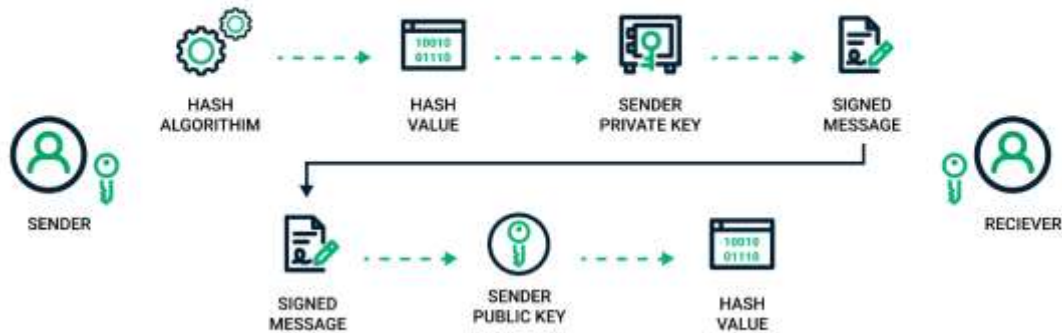 10010
01110
HASH
ALGORITHIM
HASH
VALUE
SENDER
PRIVATE KEY
SIGNED
MESSAGE
SENDER
RECIEVER
10010
01110
SIGNED
MESSAGE
SENDER
PUBLIC KEY
HASH
VALUE